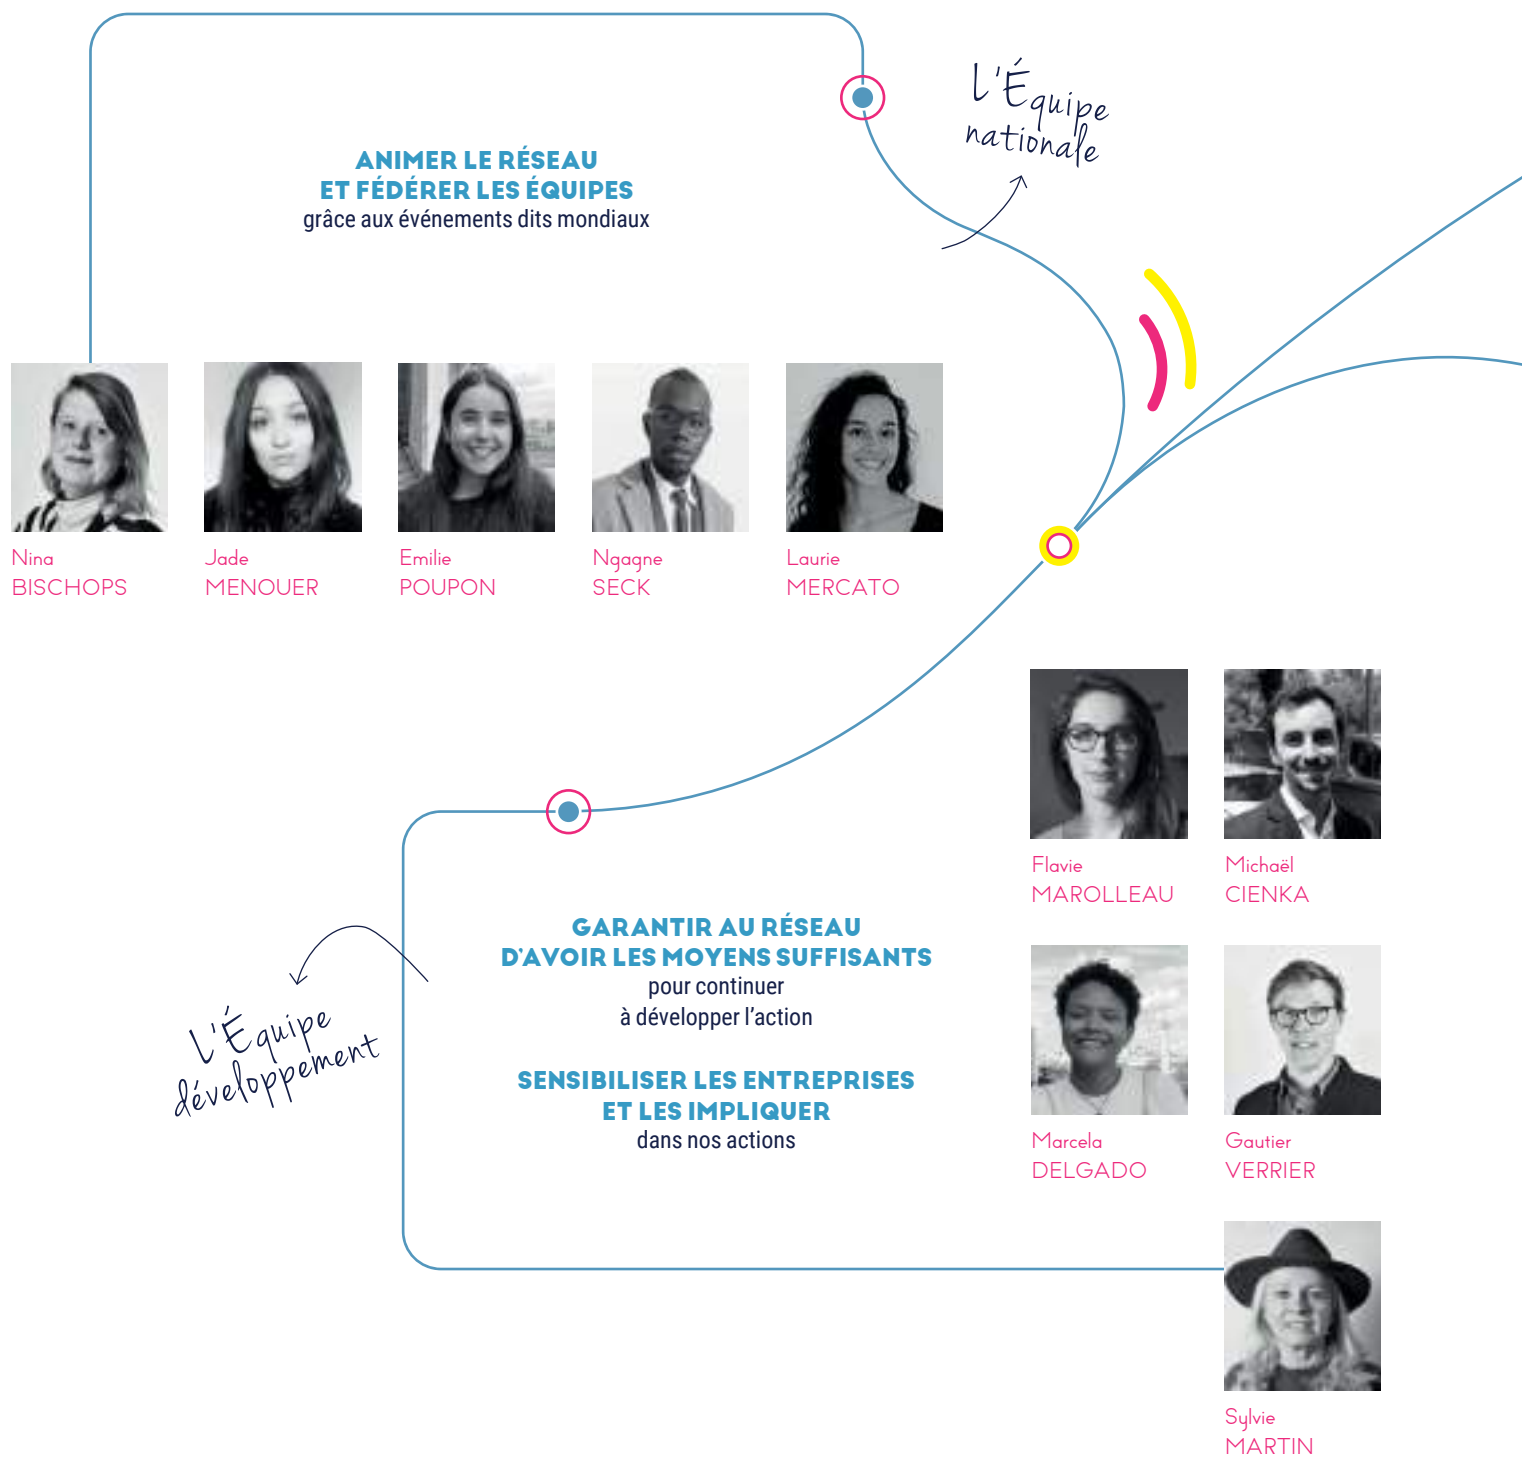 L'Équipe
nationale
ANIMER LE RÉSEAU
ET FÉDÉRER LES ÉQUIPES
grâce aux événements dits mondiaux
Nina
BISCHOPS
Jade
MENOUER
Emilie
POUPON
Ngagne
SECK
Laurie
MERCATO
Flavie
MAROLLEAU
Michaël
CIENKA
L'Équipe
développement
GARANTIR AU RÉSEAU
D'AVOIR LES MOYENS SUFFISANTS
pour continuer
à développer l'action
SENSIBILISER LES ENTREPRISES
ET LES IMPLIQUER
dans nos actions
Marcela
DELGADO
Gautier
VERRIER
Sylvie
MARTIN